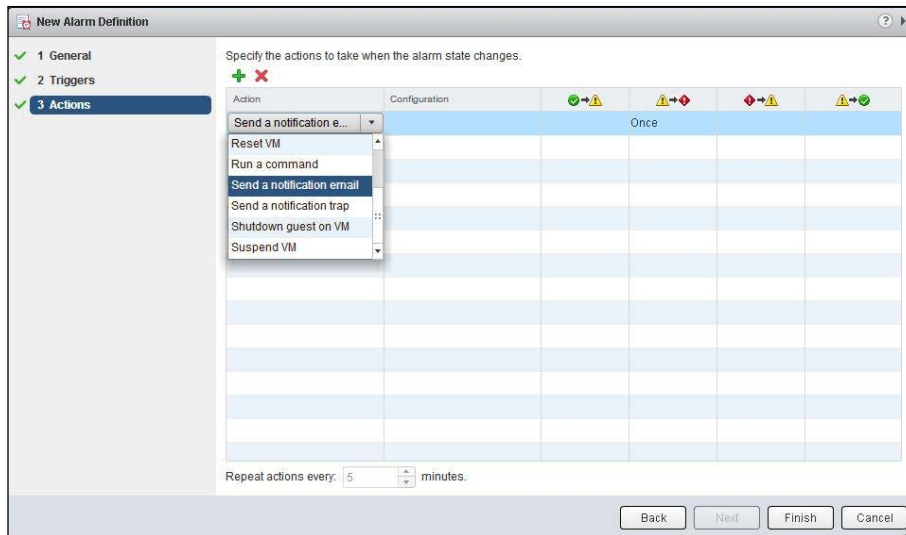 New Alarm Definition
?
1 General
2 Triggers
3 Actions
Specify the actions to take when the alarm state changes.
Action Configuration
Send a notification e... Once
Reset VM
Run a command
Send a notification email
Send a notification trap
Shutdown guest on VM
Suspend VM
Repeat actions every: 5 minutes.
Back Next Finish Cancel